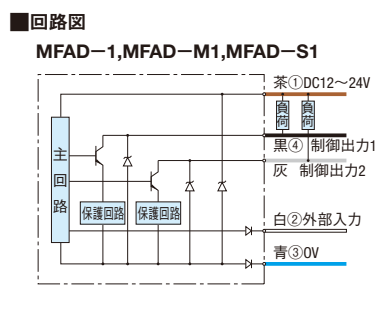 ■回路図
MFAD－1,MFAD－M1,MFAD－S1
茶①DC12～24V
負荷
負荷
黒④ 制御出力1
灰 制御出力2
主回路
保護回路
保護回路
白②外部入力
青③0V